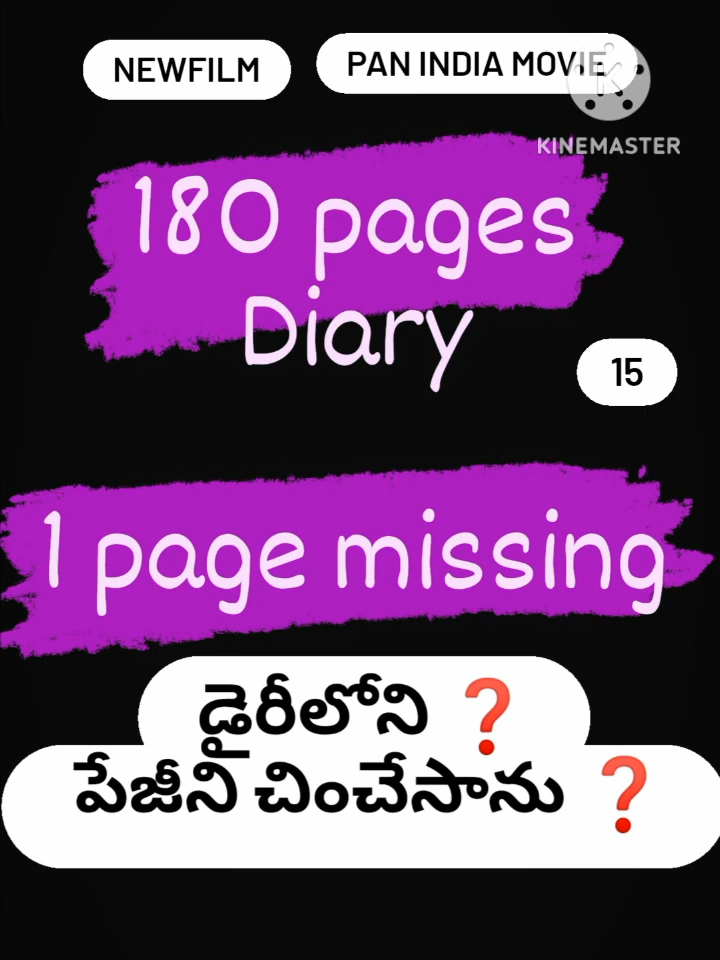 NEWFILM
PAN INDIA MOVIE
KINEMASTER
180 pages
Diary
15
1 page missing
డైరీలోని ❓
పేజీని చించేసాను ❓